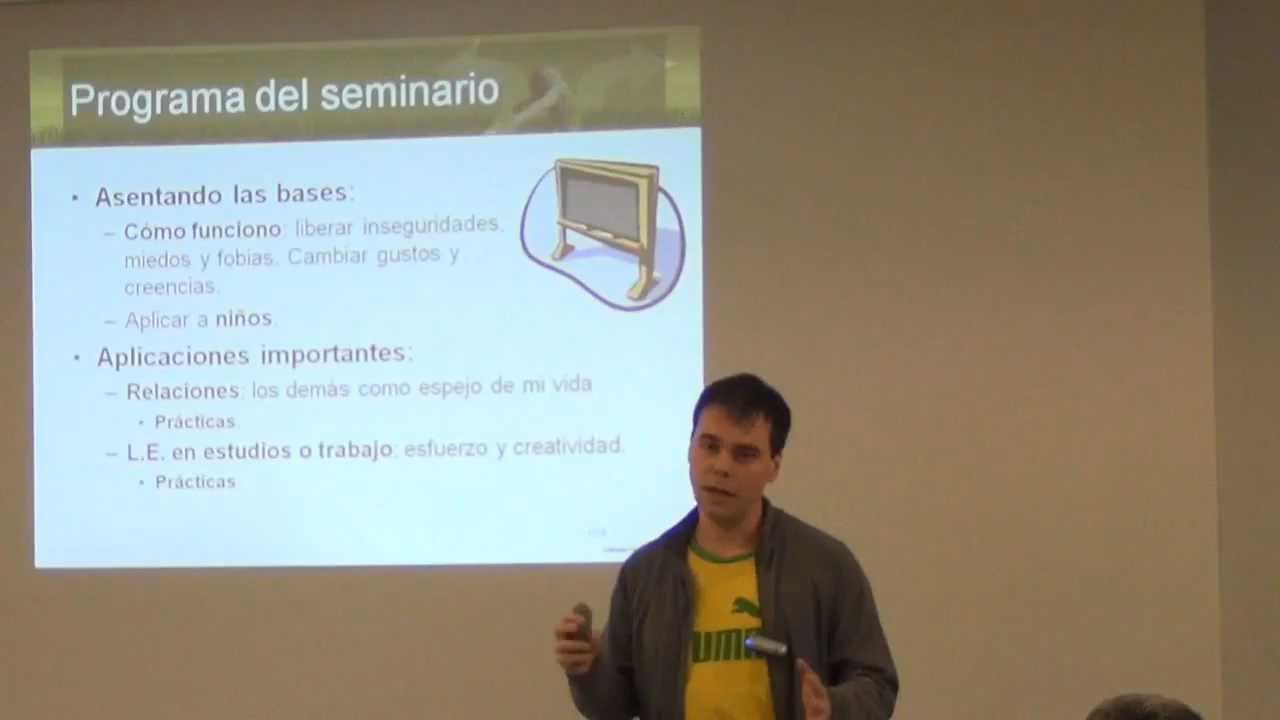 Programa del seminario
• Asentando las bases:
– Cómo funciono: liberar inseguridades,
miedos y fobias. Cambiar gustos y
creencias.
– Aplicar a niños.
• Aplicaciones importantes:
– Relaciones: los demás como espejo de mi vida
• Prácticas.
– L.E. en estudios o trabajo: esfuerzo y creatividad.
• Prácticas